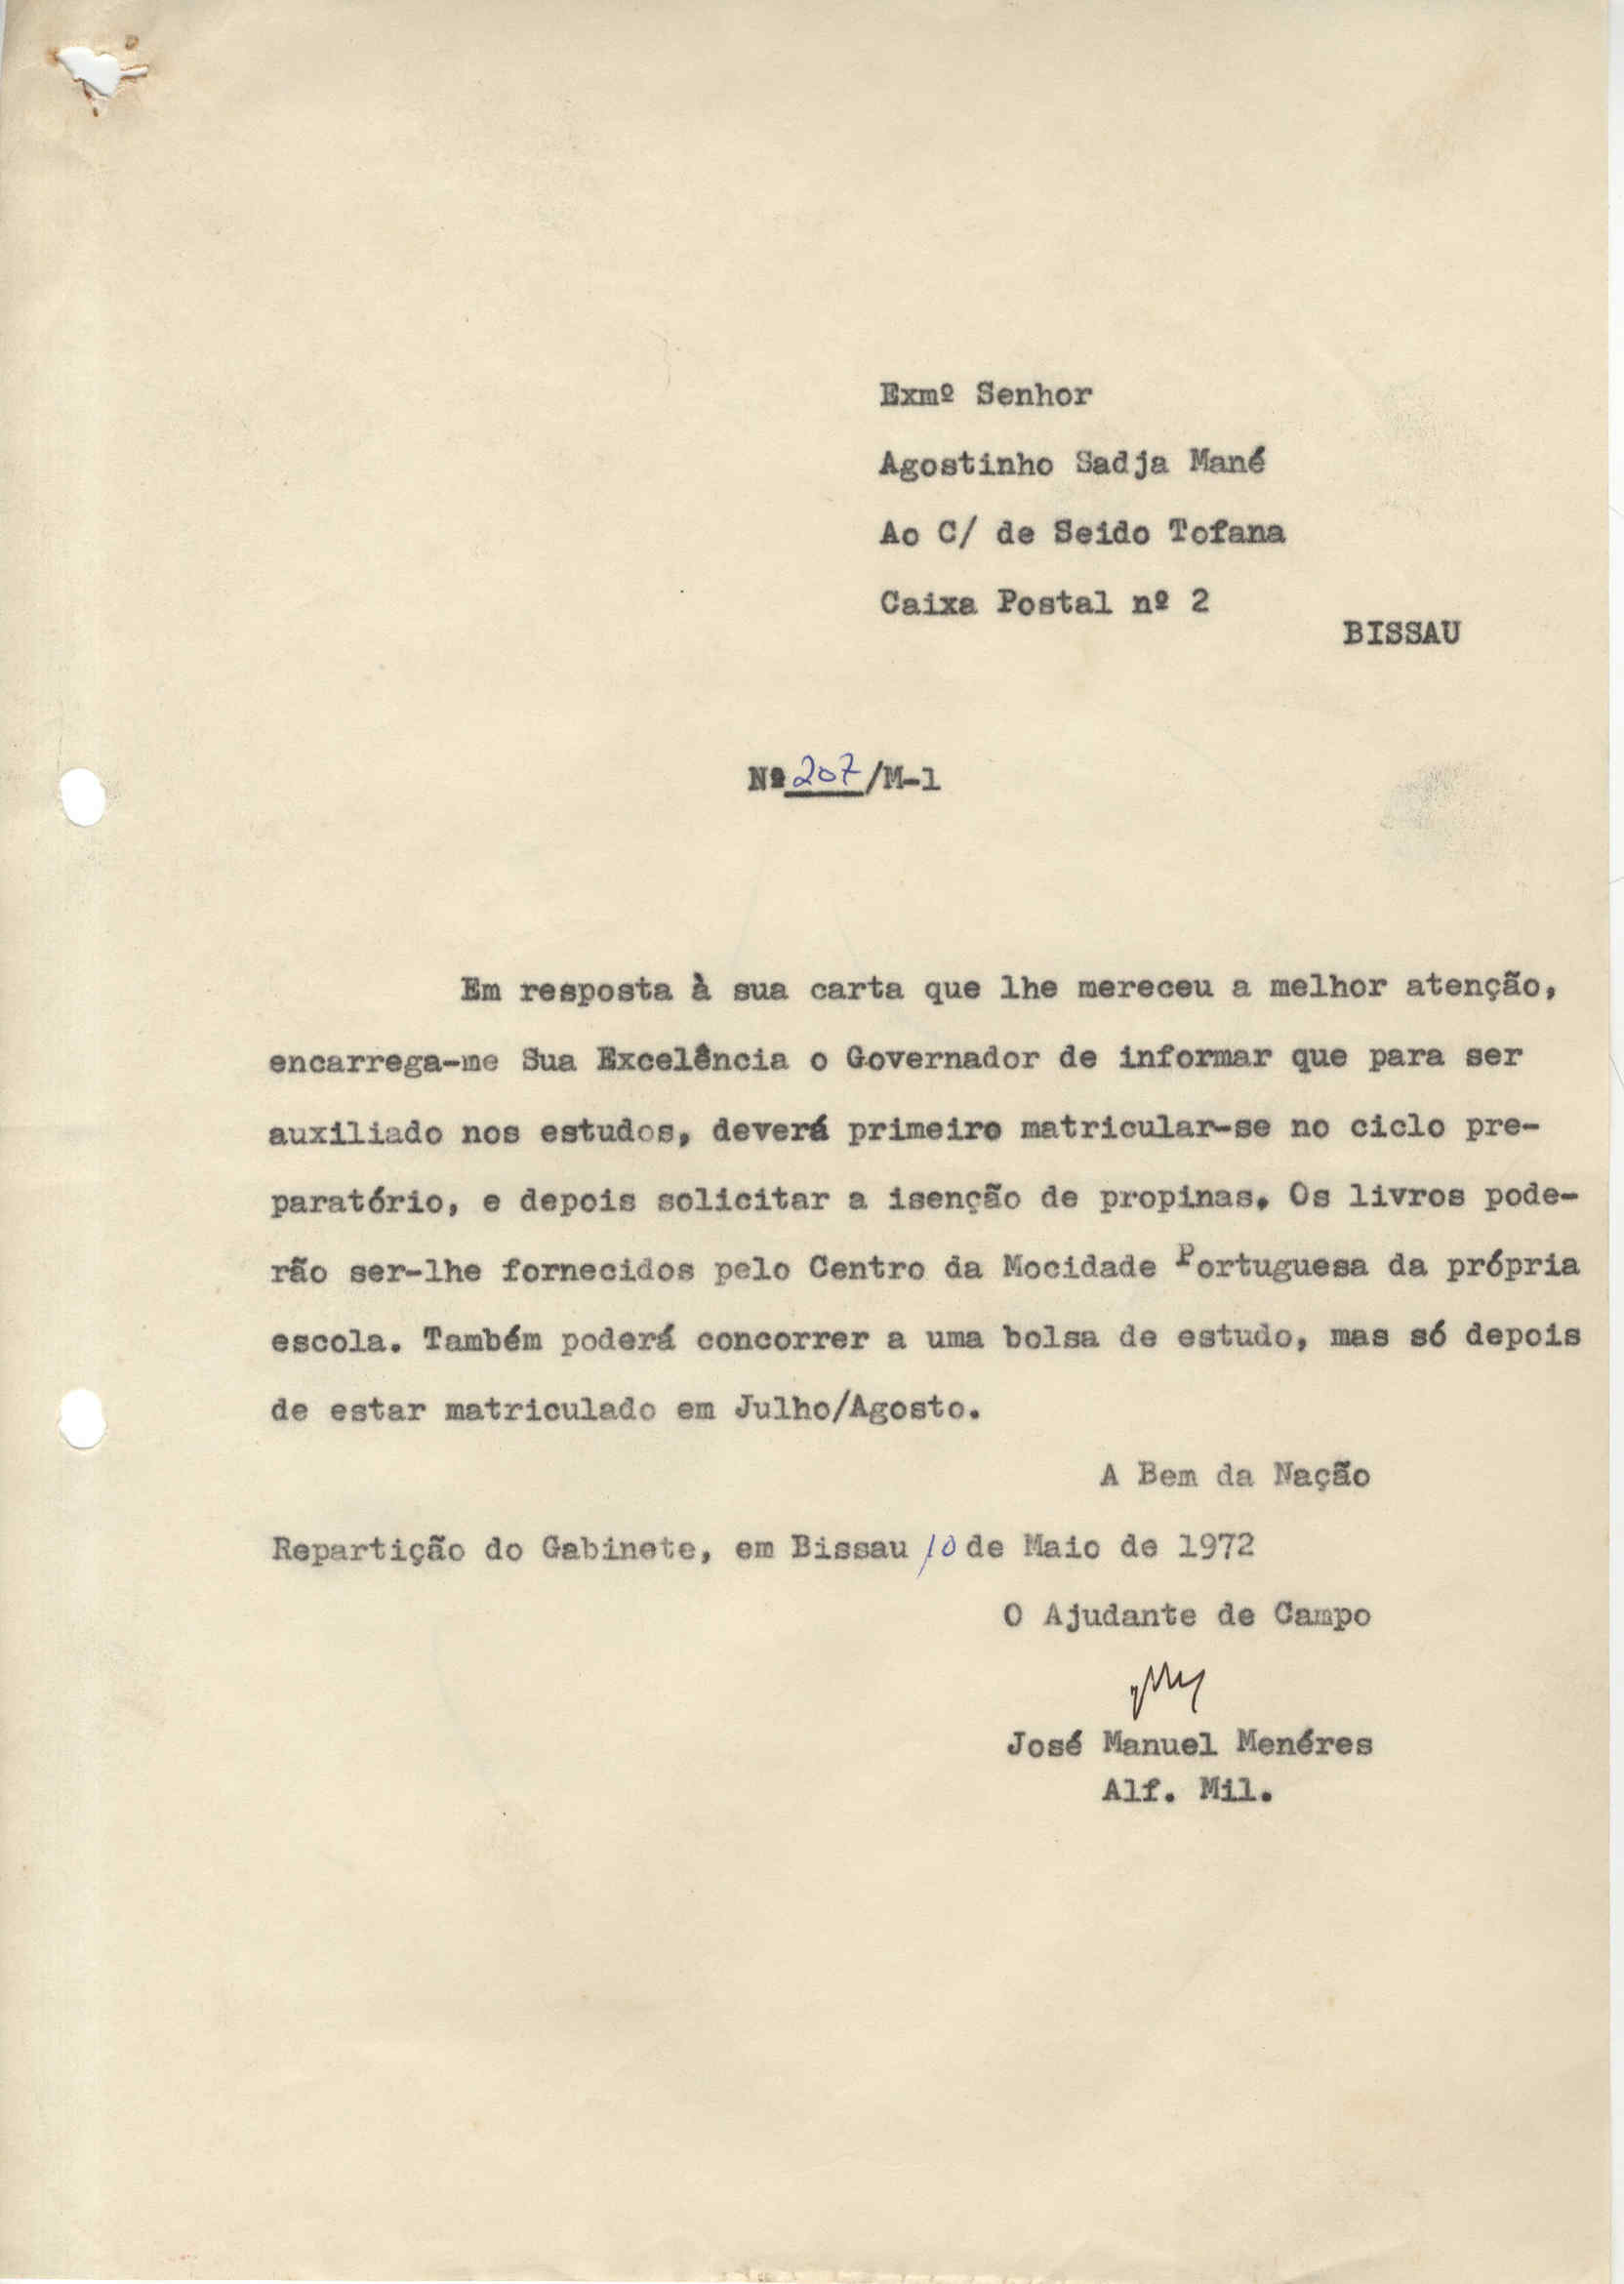 Exmº Senhor
Agostinho Sadja Mané
Ao C/ de Seido Tofana
Caixa Postal nº 2
BISSAU
Nº 207/M-1
Em resposta à sua carta que lhe mereceu a melhor atenção,
encarrega-me Sua Excelência o Governador de informar que para ser
auxiliado nos estudos, deverá primeiro matricular-se no ciclo pre-
paratório, e depois solicitar a isenção de propinas. Os livros pode-
rão ser-lhe fornecidos pelo Centro da Mocidade Portuguesa da própria
escola. Também poderá concorrer a uma bolsa de estudo, mas só depois
de estar matriculado em Julho/Agosto.
A Bem da Nação
Repartição do Gabinete, em Bissau 10 de Maio de 1972
O Ajudante de Campo
José Manuel Menéres
Alf. Mil.